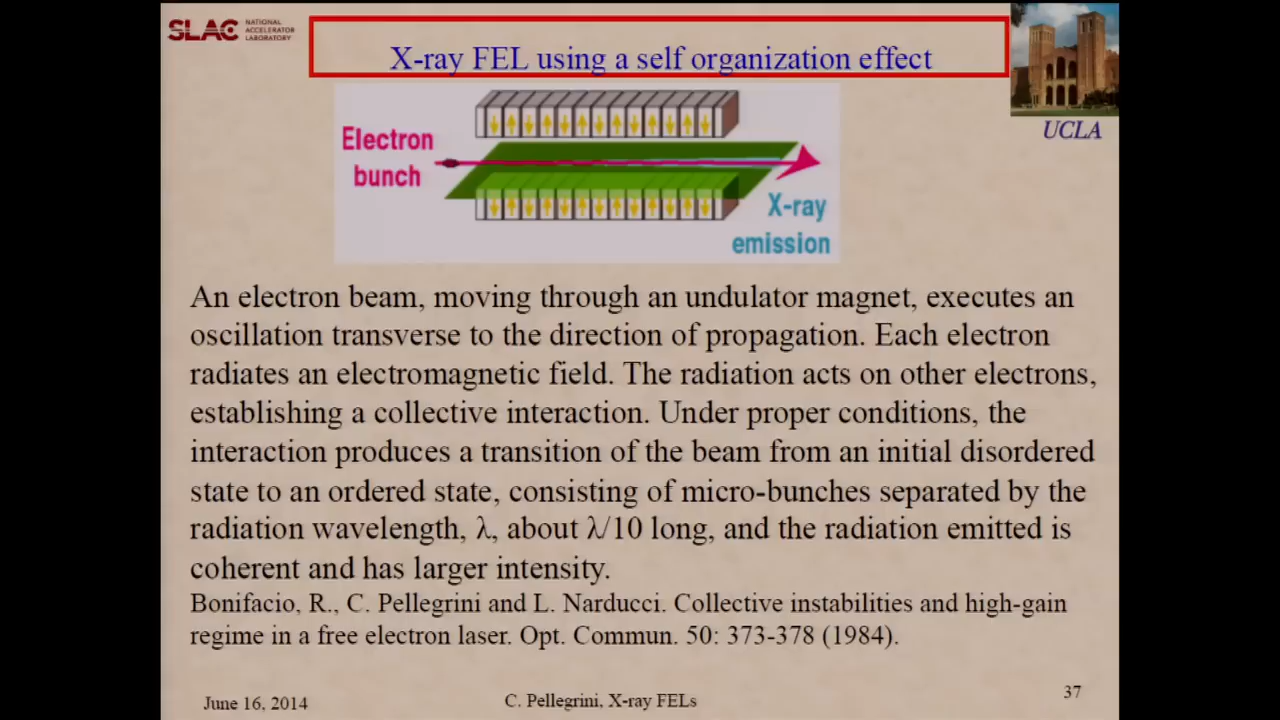 SLAC NATIONAL
ACCELERATOR
LABORATORY
X-ray FEL using a self organization effect
UCLA
Electron
bunch
X-ray
emission
An electron beam, moving through an undulator magnet, executes an
oscillation transverse to the direction of propagation. Each electron
radiates an electromagnetic field. The radiation acts on other electrons,
establishing a collective interaction. Under proper conditions, the
interaction produces a transition of the beam from an initial disordered
state to an ordered state, consisting of micro-bunches separated by the
radiation wavelength, λ, about λ/10 long, and the radiation emitted is
coherent and has larger intensity.
Bonifacio, R., C. Pellegrini and L. Narducci. Collective instabilities and high-gain
regime in a free electron laser. Opt. Commun. 50: 373-378 (1984).
June 16, 2014
C. Pellegrini, X-ray FELs
37